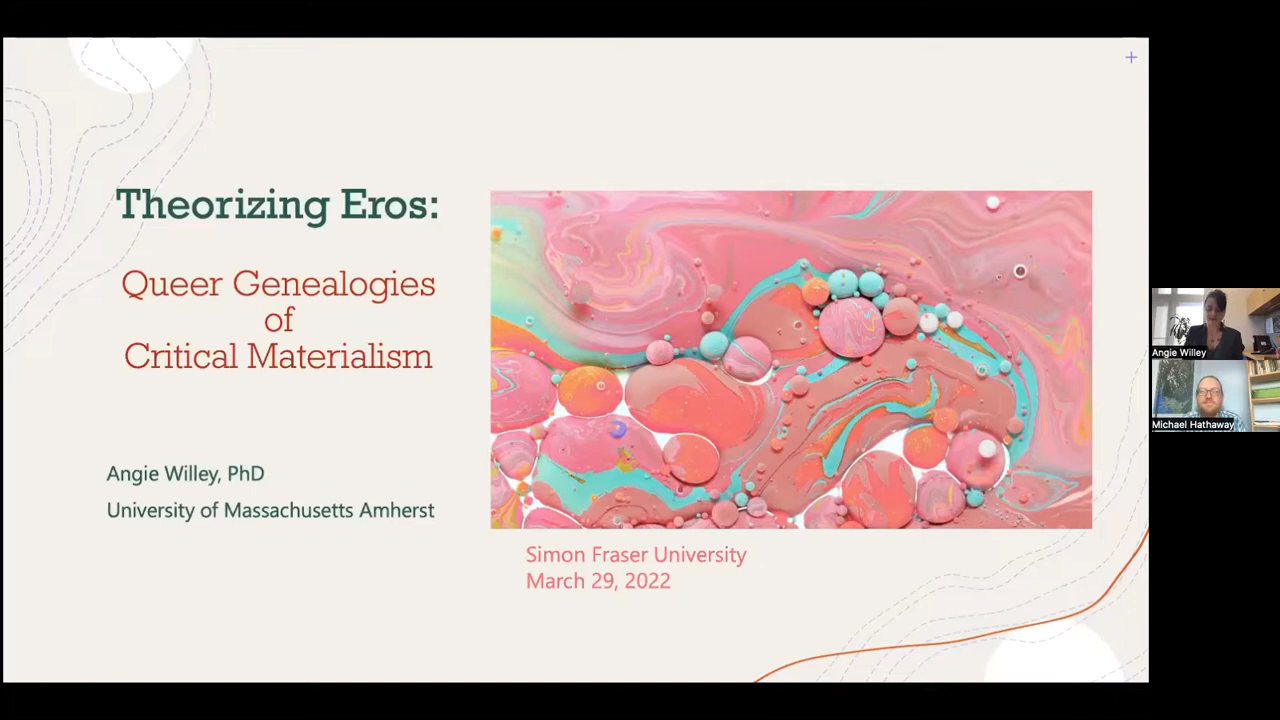 Theorizing Eros:
Queer Genealogies
of
Critical Materialism
Angie Willey, PhD
University of Massachusetts Amherst
Simon Fraser University
March 29, 2022
Angie Willey
Michael Hathaway